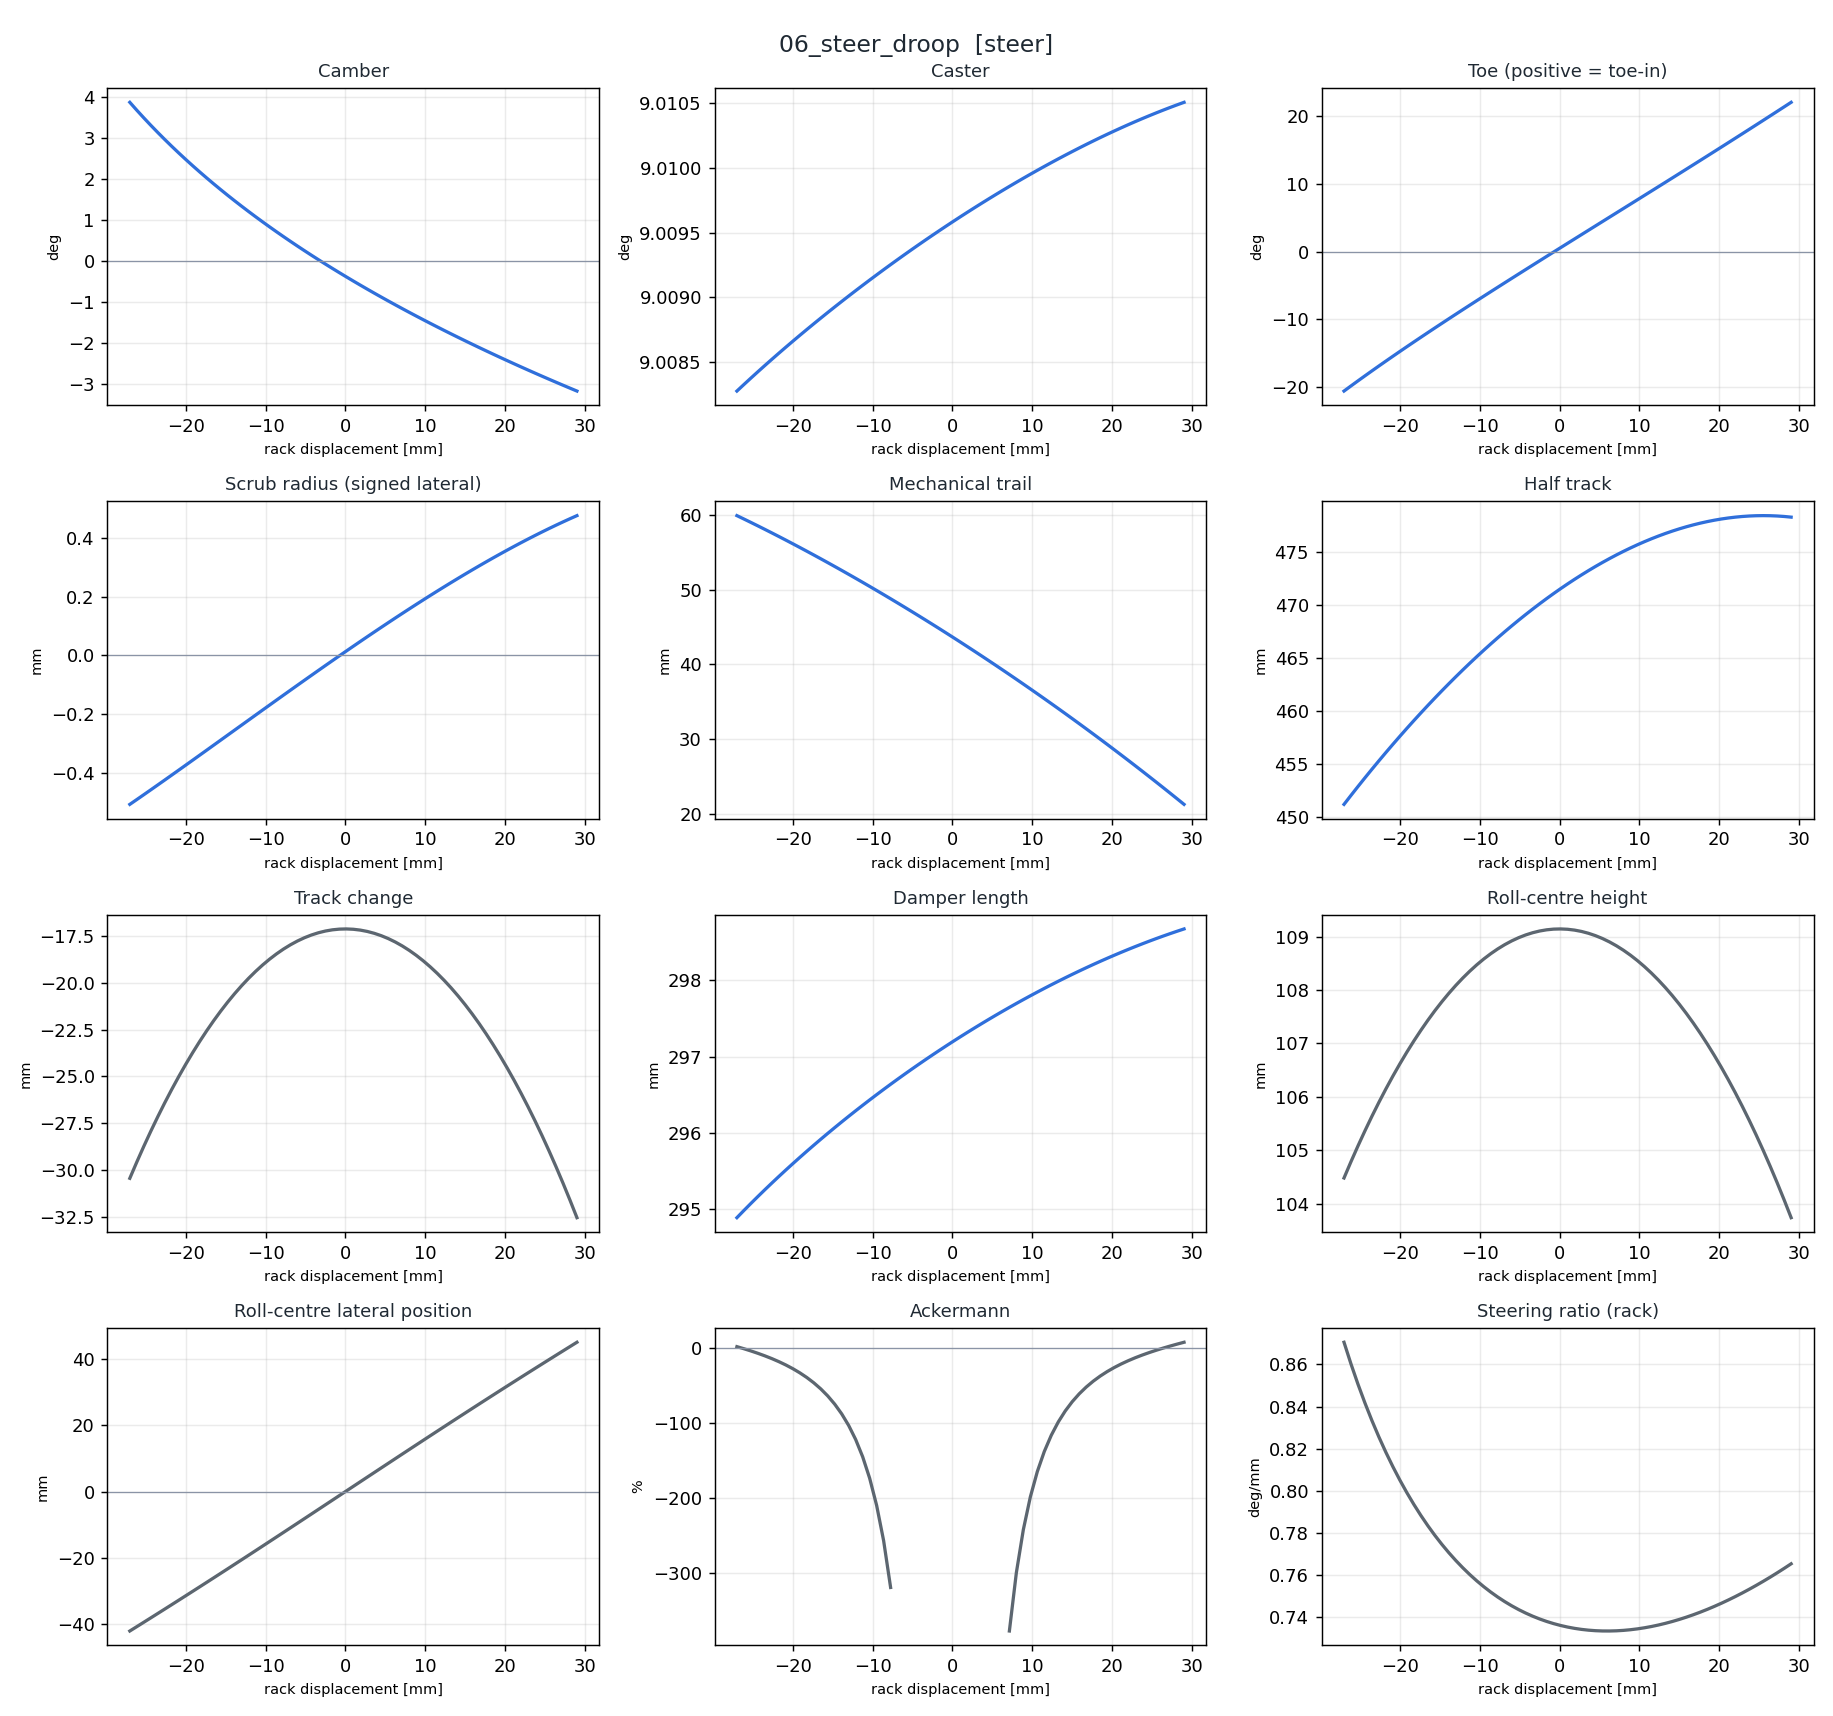 06_steer_droop  [steer]
Camber
Caster
Toe (positive = toe-in)
4
3
2
1
0
−1
−2
−3
deg
−20 −10 0 10 20 30
rack displacement [mm]
9.0105
9.0100
9.0095
9.0090
9.0085
deg
−20 −10 0 10 20 30
rack displacement [mm]
20
10
0
−10
−20
deg
−20 −10 0 10 20 30
rack displacement [mm]
Scrub radius (signed lateral)
Mechanical trail
Half track
0.4
0.2
0.0
−0.2
−0.4
mm
−20 −10 0 10 20 30
rack displacement [mm]
60
50
40
30
20
mm
−20 −10 0 10 20 30
rack displacement [mm]
475
470
465
460
455
450
mm
−20 −10 0 10 20 30
rack displacement [mm]
Track change
Damper length
Roll-centre height
−17.5
−20.0
−22.5
−25.0
−27.5
−30.0
−32.5
mm
−20 −10 0 10 20 30
rack displacement [mm]
298
297
296
295
mm
−20 −10 0 10 20 30
rack displacement [mm]
109
108
107
106
105
104
mm
−20 −10 0 10 20 30
rack displacement [mm]
Roll-centre lateral position
Ackermann
Steering ratio (rack)
40
20
0
−20
−40
mm
−20 −10 0 10 20 30
rack displacement [mm]
0
−100
−200
−300
%
−20 −10 0 10 20 30
rack displacement [mm]
0.86
0.84
0.82
0.80
0.78
0.76
0.74
deg/mm
−20 −10 0 10 20 30
rack displacement [mm]